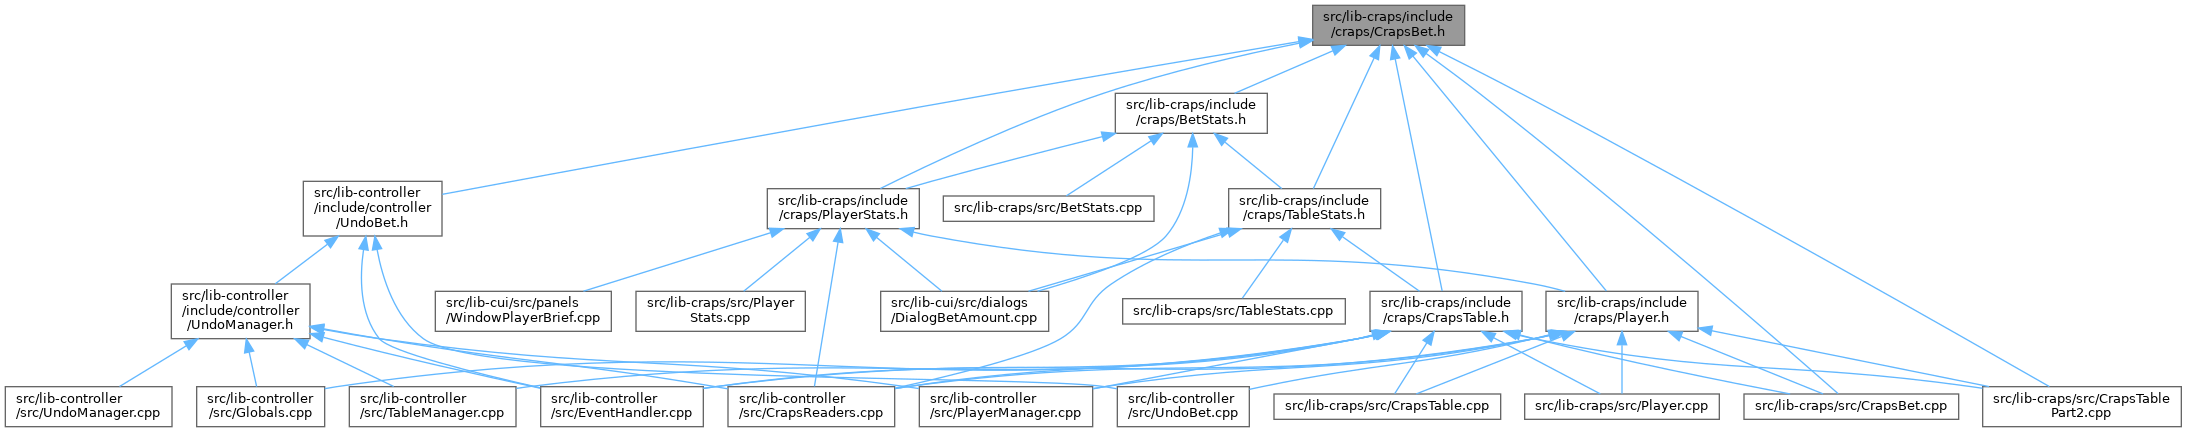 src/lib-craps/include
/craps/CrapsBet.h
src/lib-craps/include
/craps/BetStats.h
src/lib-controller
/include/controller
/UndoBet.h
src/lib-craps/include
/craps/PlayerStats.h
src/lib-craps/src/BetStats.cpp
src/lib-craps/include
/craps/TableStats.h
src/lib-controller
/include/controller
/UndoManager.h
src/lib-cui/src/panels
/WindowPlayerBrief.cpp
src/lib-craps/src/Player
Stats.cpp
src/lib-cui/src/dialogs
/DialogBetAmount.cpp
src/lib-craps/src/TableStats.cpp
src/lib-craps/include
/craps/CrapsTable.h
src/lib-craps/include
/craps/Player.h
src/lib-controller
/src/UndoManager.cpp
src/lib-controller
/src/Globals.cpp
src/lib-controller
/src/TableManager.cpp
src/lib-controller
/src/EventHandler.cpp
src/lib-controller
/src/CrapsReaders.cpp
src/lib-controller
/src/PlayerManager.cpp
src/lib-controller
/src/UndoBet.cpp
src/lib-craps/src/CrapsTable.cpp
src/lib-craps/src/Player.cpp
src/lib-craps/src/CrapsBet.cpp
src/lib-craps/src/CrapsTable
Part2.cpp